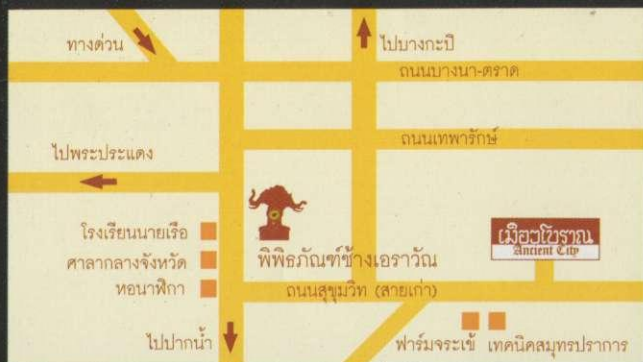 ทางด่วน
ไปบางกะปิ
ถนนบางนา-ตราด
ถนนเทพารักษ์
ไปพระประแดง
โรงเรียนนายเรือ
ศาลากลางจังหวัด
หอนาฬิกา
พิพิธภัณฑ์ช้างเอราวัณ
เมืองโบราณ
Ancient City
ถนนสุขุมวิท (สายเก่า)
ไปปากน้ำ
ฟาร์มจระเข้ เทคนิคสมุทรปราการ